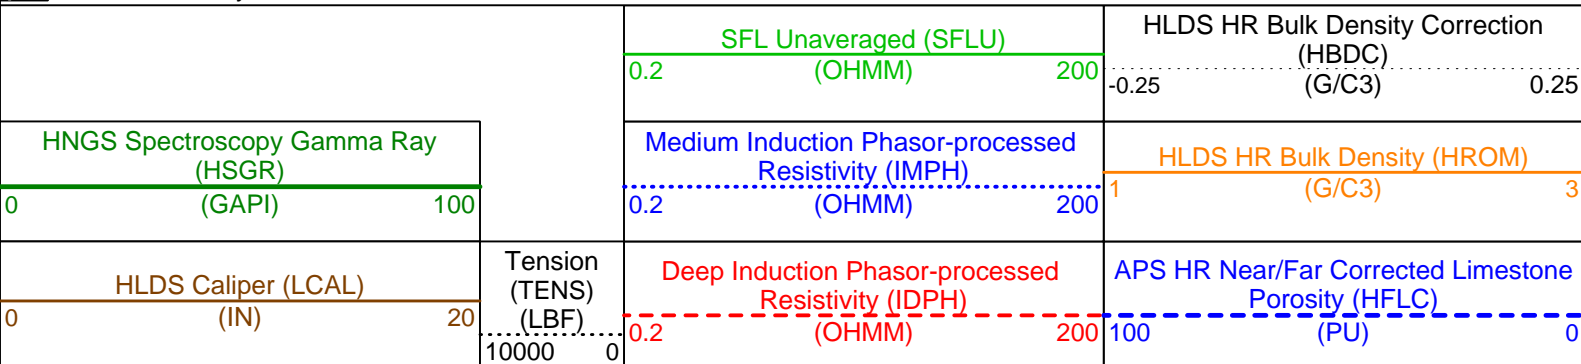 SFL Unaveraged (SFLU)
0.2 (OHMM) 200
HLDS HR Bulk Density Correction
(HBDC)
-0.25 (G/C3) 0.25
HNGS Spectroscopy Gamma Ray
(HSGR)
0 (GAPI) 100
Medium Induction Phasor-processed
Resistivity (IMPH)
0.2 (OHMM) 200
HLDS HR Bulk Density (HROM)
1 (G/C3) 3
HLDS Caliper (LCAL)
0 (IN) 20
Tension
(TENS)
(LBF)
10000 0
Deep Induction Phasor-processed
Resistivity (IDPH)
0.2 (OHMM) 200
APS HR Near/Far Corrected Limestone
Porosity (HFLC)
100 (PU) 0